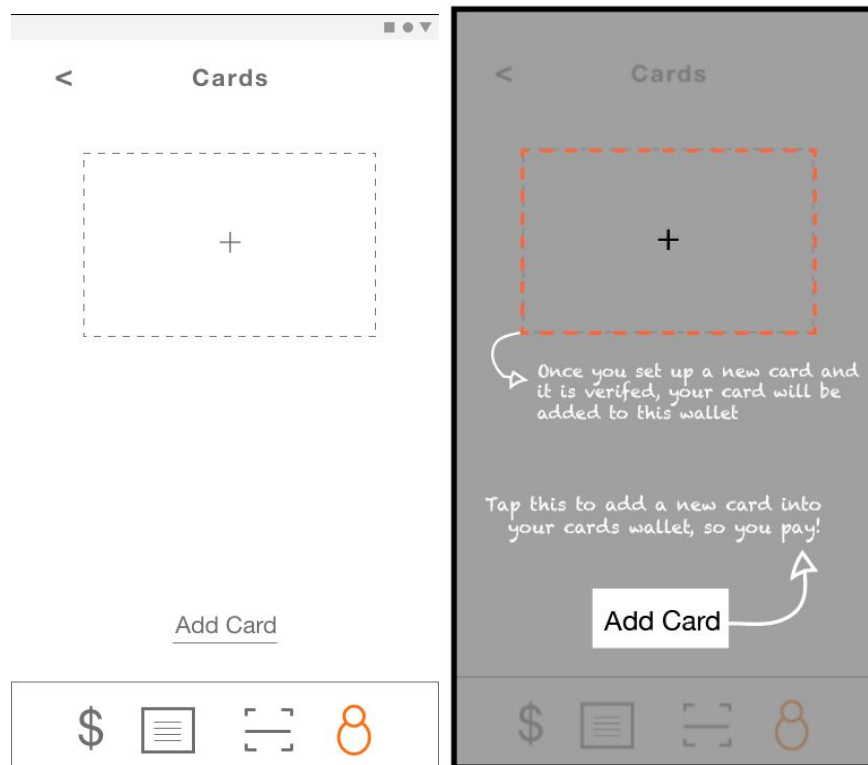 < Cards
+
Add Card
$
< Cards
+
Once you set up a new card and
it is verifed, your card will be
added to this wallet
Tap this to add a new card into
your cards wallet, so you pay!
Add Card
$